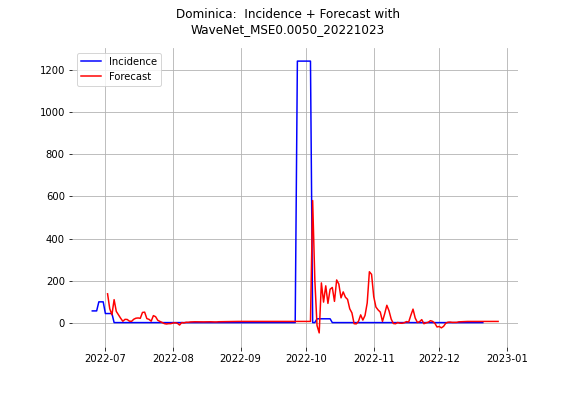 Dominica:  Incidence + Forecast with
WaveNet_MSE0.0050_20221023
Incidence
Forecast
1200
1000
800
600
400
200
0
2022-07 2022-08 2022-09 2022-10 2022-11 2022-12 2023-01